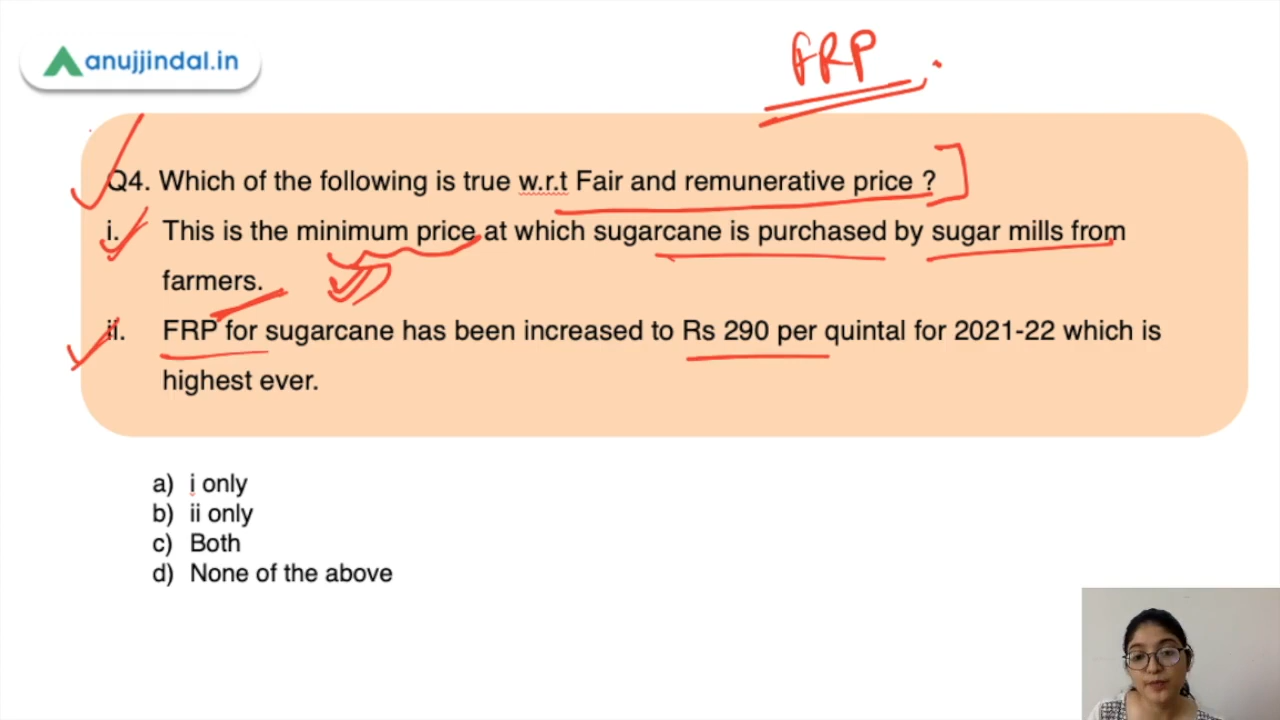 anujjindal.in
FRP
Q4. Which of the following is true w.r.t Fair and remunerative price ?
i. This is the minimum price at which sugarcane is purchased by sugar mills from
farmers.
ii. FRP for sugarcane has been increased to Rs 290 per quintal for 2021-22 which is
highest ever.
a) i only
b) ii only
c) Both
d) None of the above